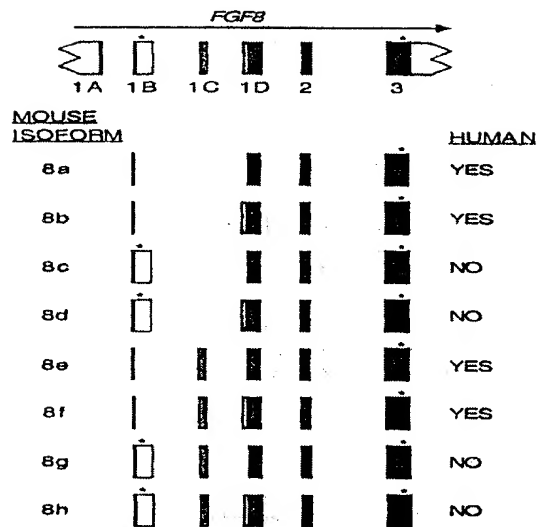 FGF8
* *
1A 1B 1C 1D 2 3
MOUSE
ISOFORM HUMAN
*
8a YES
*
8b YES
* *
8c NO
* *
8d NO
*
8e YES
*
8f YES
* *
8g NO
* *
8h NO